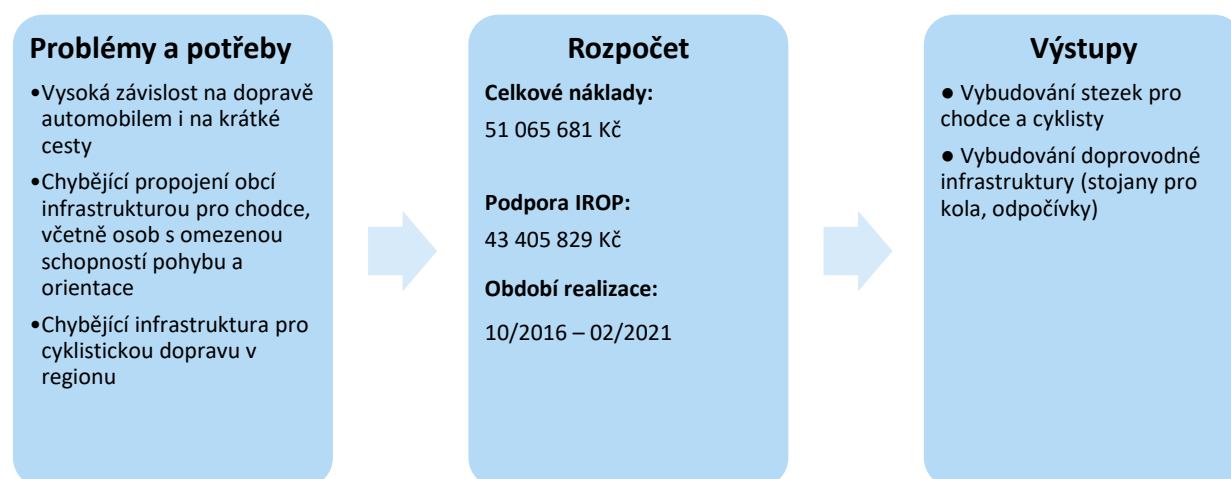 Problémy a potřeby
•Vysoká závislost na dopravě
automobilem i na krátké
cesty
•Chybějící propojení obcí
infrastrukturou pro chodce,
včetně osob s omezenou
schopností pohybu a
orientace
•Chybějící infrastruktura pro
cyklistickou dopravu v
regionu
Rozpočet
Celkové náklady:
51 065 681 Kč
Podpora IROP:
43 405 829 Kč
Období realizace:
10/2016 – 02/2021
Výstupy
● Vybudování stezek pro
chodce a cyklisty
● Vybudování doprovodné
infrastruktury (stojany pro
kola, odpočívky)